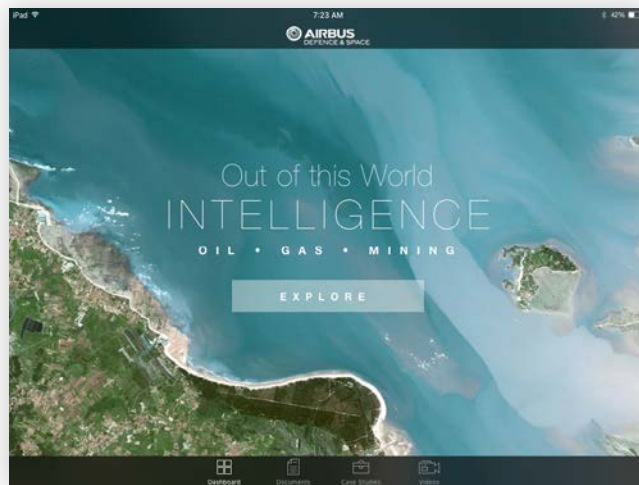 iPad 7:23 AM 42%
AIRBUS
DEFENCE & SPACE
Out of this World
INTELLIGENCE
OIL • GAS • MINING
EXPLORE
Dashboard Documents Case Studies Videos